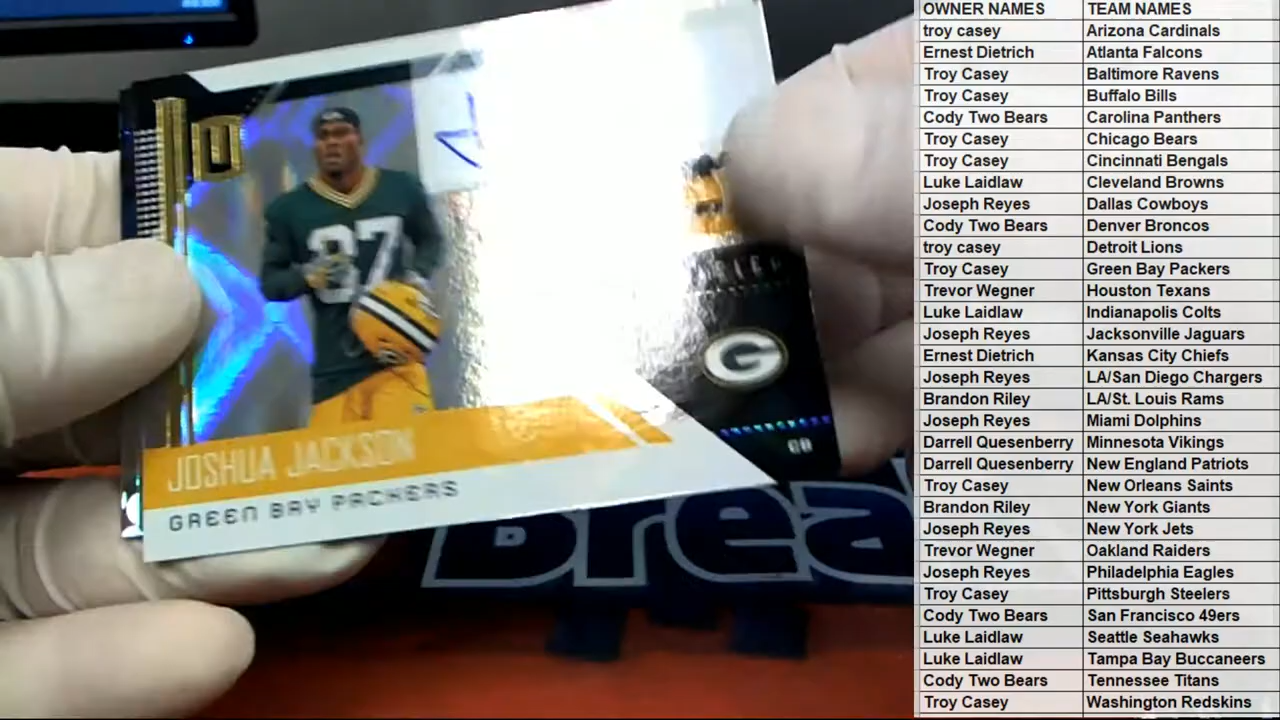 OWNER NAMES TEAM NAMES
troy casey Arizona Cardinals
Ernest Dietrich Atlanta Falcons
Troy Casey Baltimore Ravens
Troy Casey Buffalo Bills
Cody Two Bears Carolina Panthers
Troy Casey Chicago Bears
Troy Casey Cincinnati Bengals
Luke Laidlaw Cleveland Browns
Joseph Reyes Dallas Cowboys
Cody Two Bears Denver Broncos
troy casey Detroit Lions
Troy Casey Green Bay Packers
Trevor Wegner Houston Texans
Luke Laidlaw Indianapolis Colts
Joseph Reyes Jacksonville Jaguars
Ernest Dietrich Kansas City Chiefs
Joseph Reyes LA/San Diego Chargers
Brandon Riley LA/St. Louis Rams
Joseph Reyes Miami Dolphins
Darrell Quesenberry Minnesota Vikings
Darrell Quesenberry New England Patriots
Troy Casey New Orleans Saints
Brandon Riley New York Giants
Joseph Reyes New York Jets
Trevor Wegner Oakland Raiders
Joseph Reyes Philadelphia Eagles
Troy Casey Pittsburgh Steelers
Cody Two Bears San Francisco 49ers
Luke Laidlaw Seattle Seahawks
Luke Laidlaw Tampa Bay Buccaneers
Cody Two Bears Tennessee Titans
Troy Casey Washington Redskins
87
G
GB
JOSHUA JACKSON
GREEN BAY PACKERS
Brea